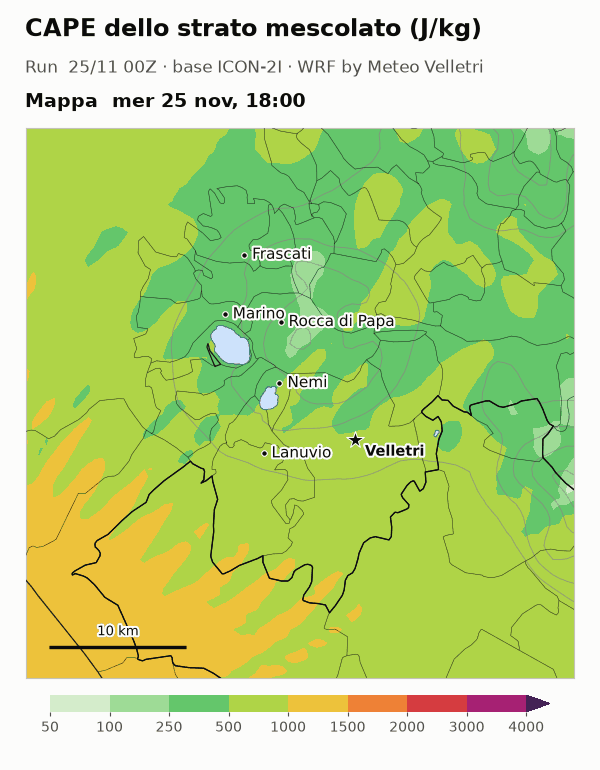 CAPE dello strato mescolato (J/kg)
Run  25/11 00Z · base ICON-2I · WRF by Meteo Velletri
Mappa  mer 25 nov, 18:00
Frascati
Marino
Rocca di Papa
Nemi
Velletri
Lanuvio
10 km
50 100 250 500 1000 1500 2000 3000 4000